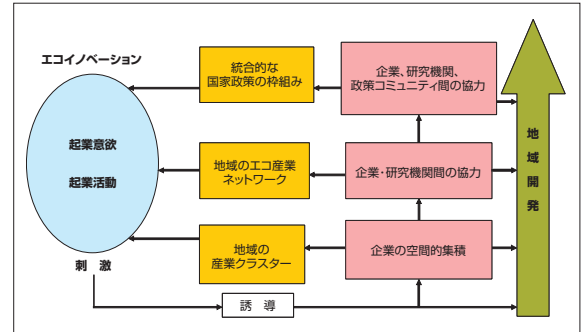 エコイノベーション
起業意欲
起業活動
刺 激
統合的な
国家政策の枠組み
企業、研究機関、
政策コミュニティ間の協力
地域のエコ産業
ネットワーク
企業・研究機関間の協力
地域の
産業クラスター
企業の空間的集積
誘 導
地域開発